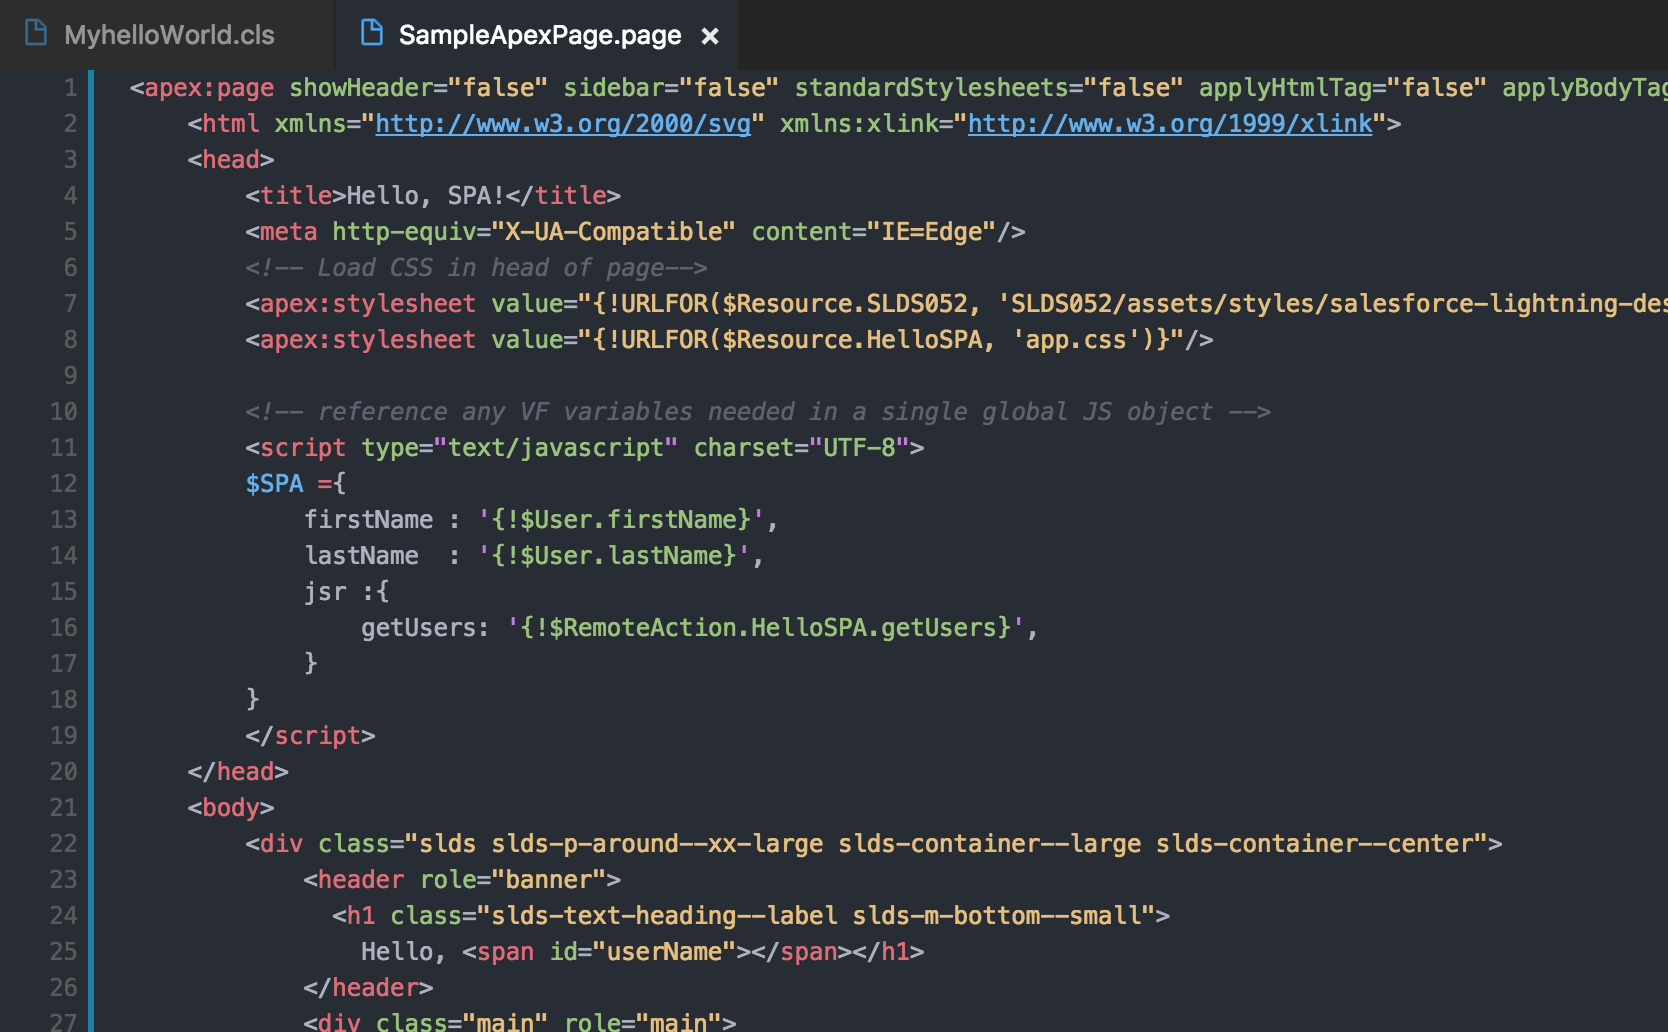 MyhelloWorld.cls SampleApexPage.page ×
1 <apex:page showHeader="false" sidebar="false" standardStylesheets="false" applyHtmlTag="false" applyBodyTag
2 <html xmlns="http://www.w3.org/2000/svg" xmlns:xlink="http://www.w3.org/1999/xlink">
3 <head>
4 <title>Hello, SPA!</title>
5 <meta http-equiv="X-UA-Compatible" content="IE=Edge"/>
6 <!-- Load CSS in head of page-->
7 <apex:stylesheet value="{!URLFOR($Resource.SLDS052, 'SLDS052/assets/styles/salesforce-lightning-des
8 <apex:stylesheet value="{!URLFOR($Resource.HelloSPA, 'app.css')}"/>
9
10 <!-- reference any VF variables needed in a single global JS object -->
11 <script type="text/javascript" charset="UTF-8">
12 $SPA ={
13 firstName : '{!$User.firstName}',
14 lastName  : '{!$User.lastName}',
15 jsr :{
16 getUsers: '{!$RemoteAction.HelloSPA.getUsers}',
17 }
18 }
19 </script>
20 </head>
21 <body>
22 <div class="slds slds-p-around--xx-large slds-container--large slds-container--center">
23 <header role="banner">
24 <h1 class="slds-text-heading--label slds-m-bottom--small">
25 Hello, <span id="userName"></span></h1>
26 </header>
27 <div class="main" role="main">